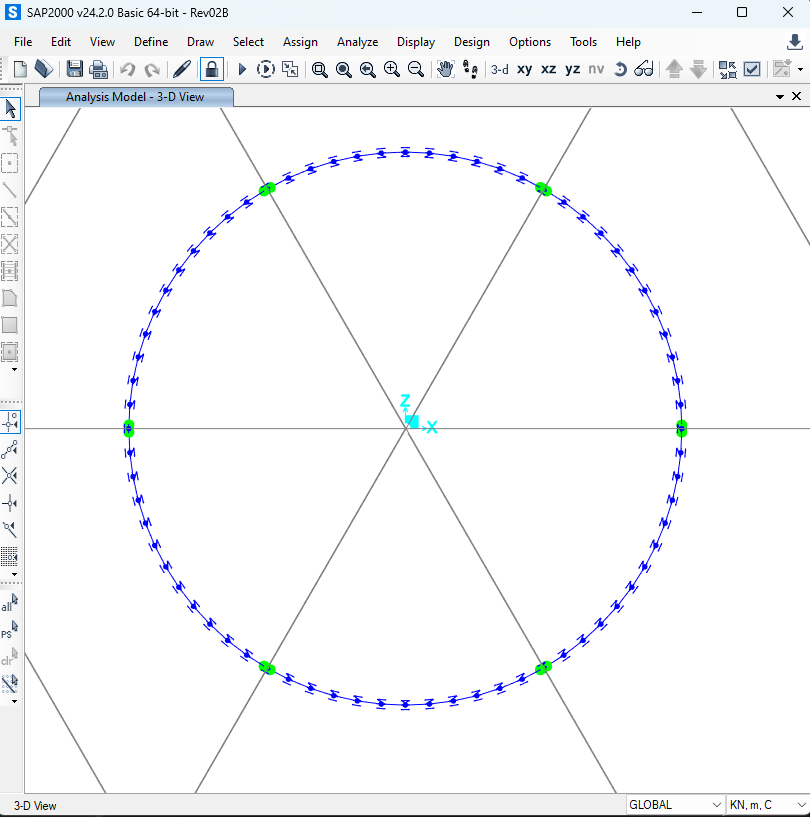 S SAP2000 v24.2.0 Basic 64-bit - Rev02B
File Edit View Define Draw Select Assign Analyze Display Design Options Tools Help
3-d xy xz yz nv
Analysis Model - 3-D View
Z
X
all
PS
clr
3-D View GLOBAL KN, m, C